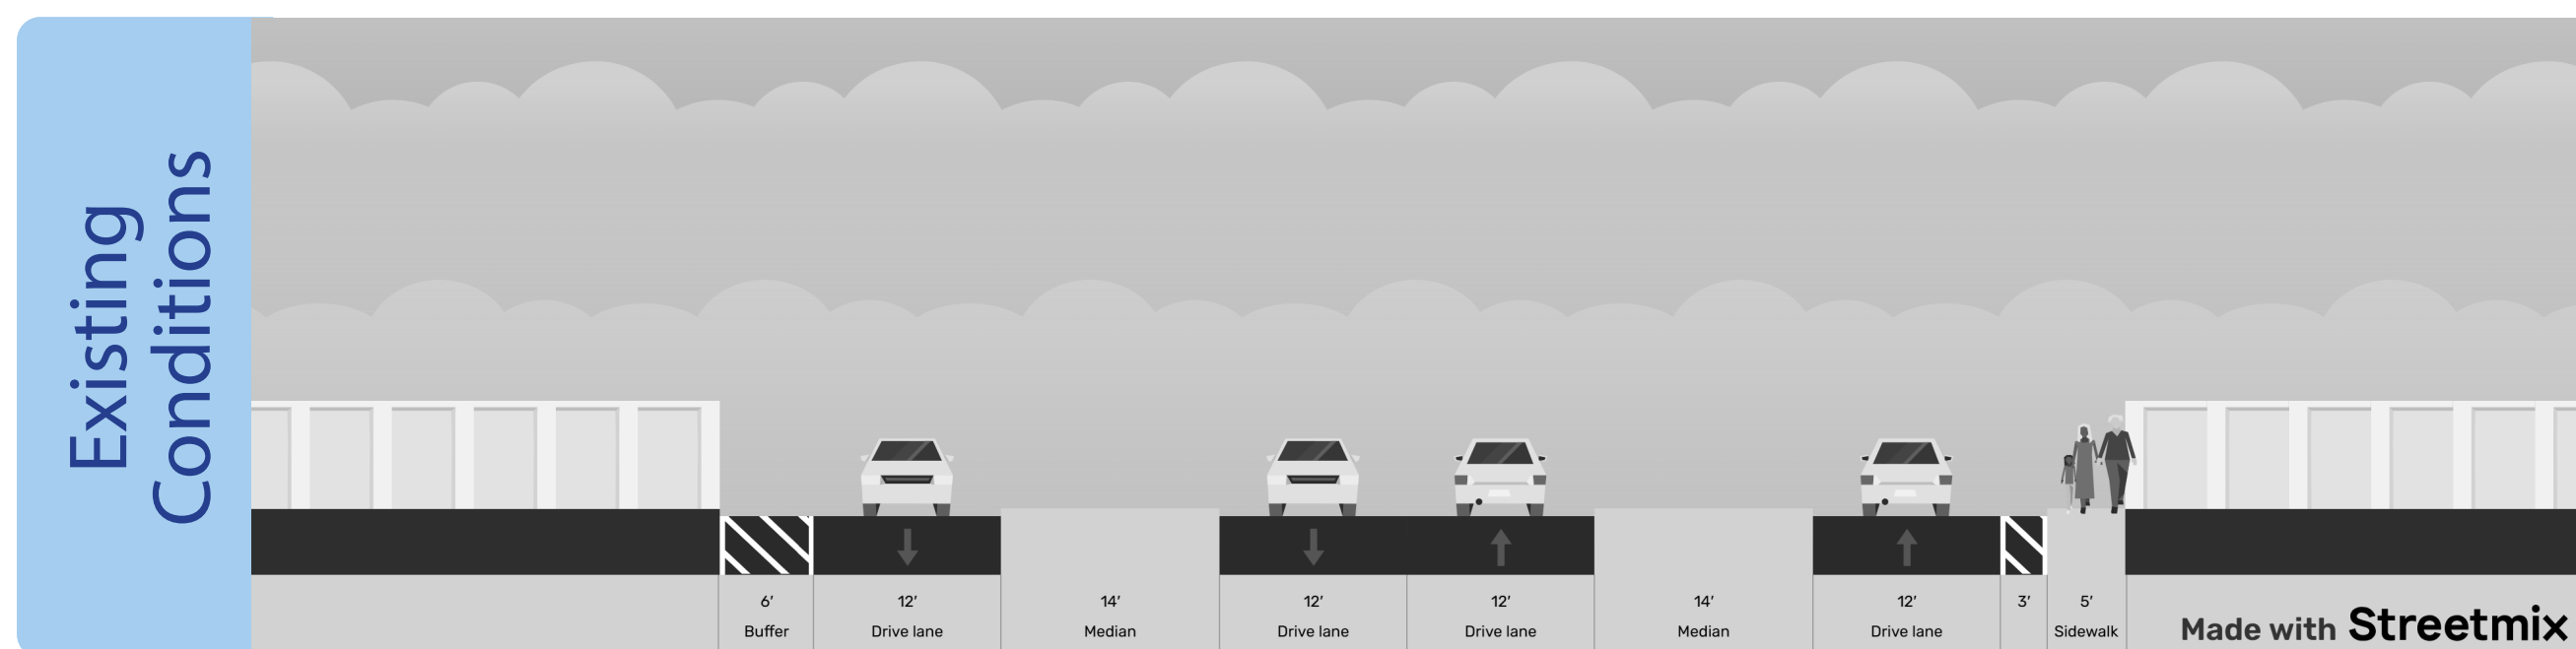 Existing
Conditions
6′ 12′ 14′ 12′ 12′ 14′ 12′ 3′ 5′
Buffer Drive lane Median Drive lane Drive lane Median Drive lane Sidewalk
Made with Streetmix